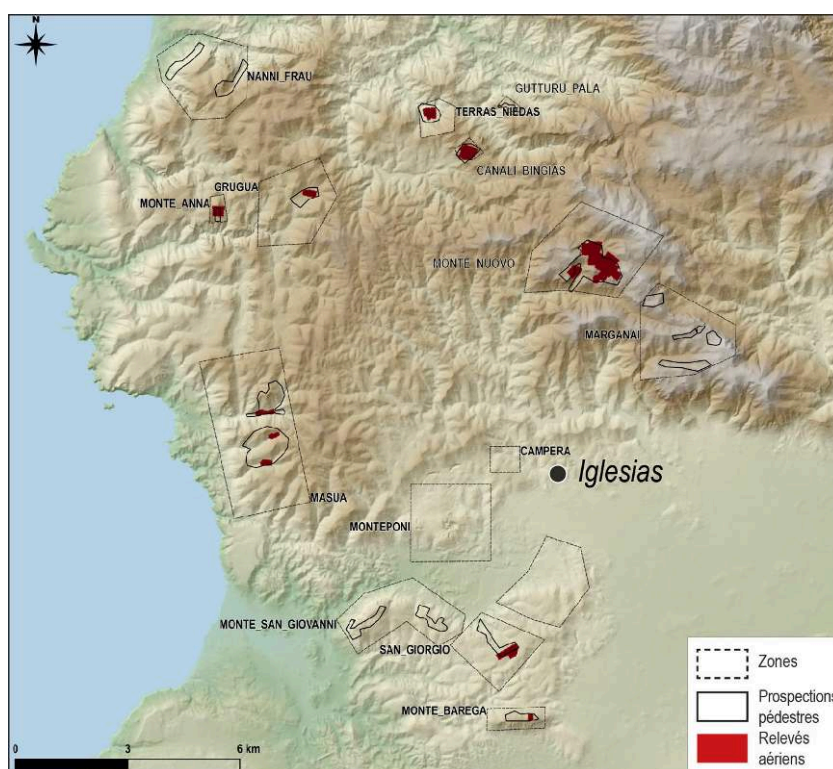 N
NANNI_FRAU
GUTTURU_PALA
TERRAS_NIEDAS
CANALI_BINGIAS
GRUGUA
MONTE_ANNA
MONTE_NUOVO
MARGANAI
CAMPERA
Iglesias
MASUA
MONTEPONI
MONTE_SAN_GIOVANNI
SAN_GIORGIO
MONTE_BAREGA
Zones
Prospections
pédestres
Relevés
aériens
0 3 6 km